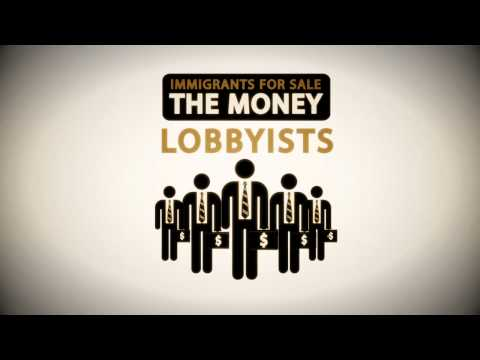 IMMIGRANTS FOR SALE
THE MONEY
LOBBYISTS
$ $ $ $ $